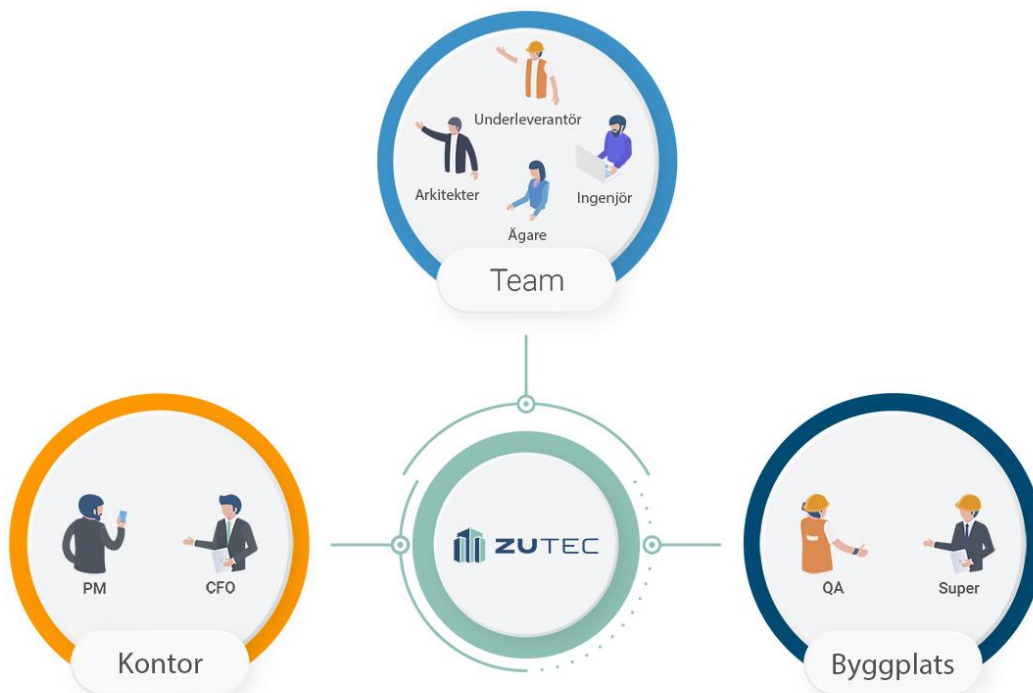 Underleverantör
Arkitekter
Ingenjör
Ägare
Team
ZUTEC
PM
CFO
Kontor
QA
Super
Byggplats